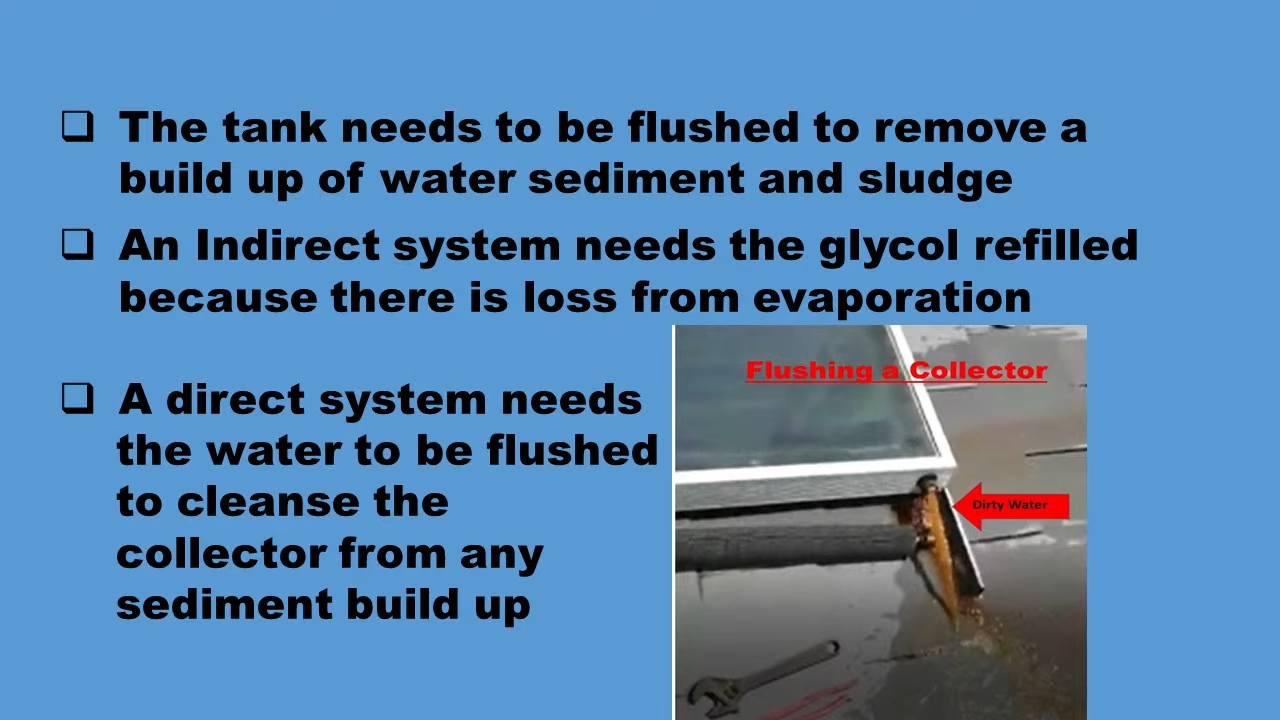 ❑ The tank needs to be flushed to remove a
build up of water sediment and sludge
❑ An Indirect system needs the glycol refilled
because there is loss from evaporation
❑ A direct system needs
the water to be flushed
to cleanse the
collector from any
sediment build up
Flushing a Collector
Dirty Water